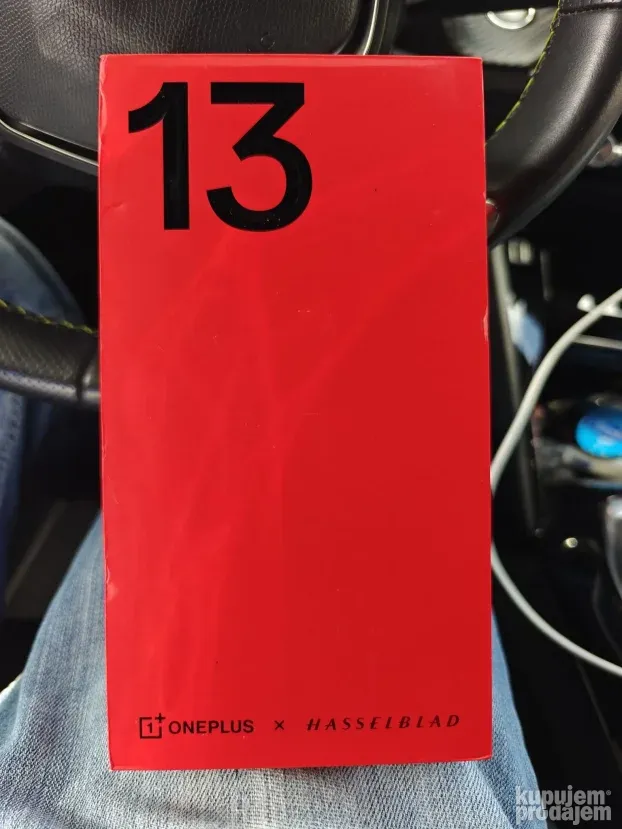 13
1+ ONEPLUS × HASSELBLAD
kupujem
prodajem